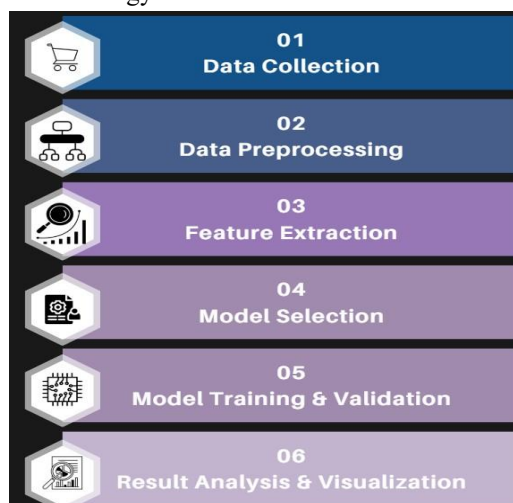 01
Data Collection
02
Data Preprocessing
03
Feature Extraction
04
Model Selection
05
Model Training & Validation
06
Result Analysis & Visualization